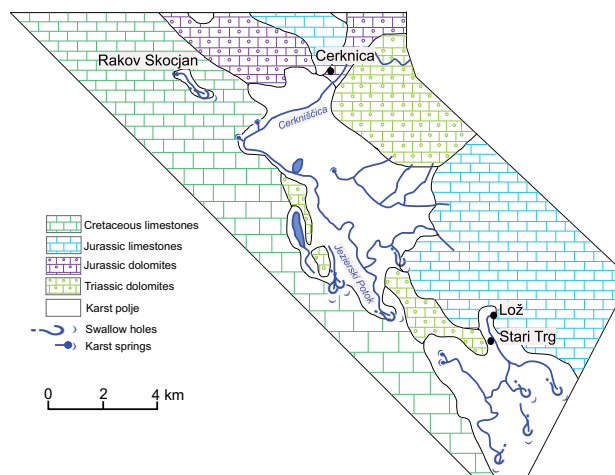 Rakov Skocjan
Cerknica
Cerkniščica
Jezierski Potok
Cretaceous limestones
Jurassic limestones
Jurassic dolomites
Triassic dolomites
Karst polje
Swallow holes
Karst springs
Lož
Stari Trg
0 2 4 km